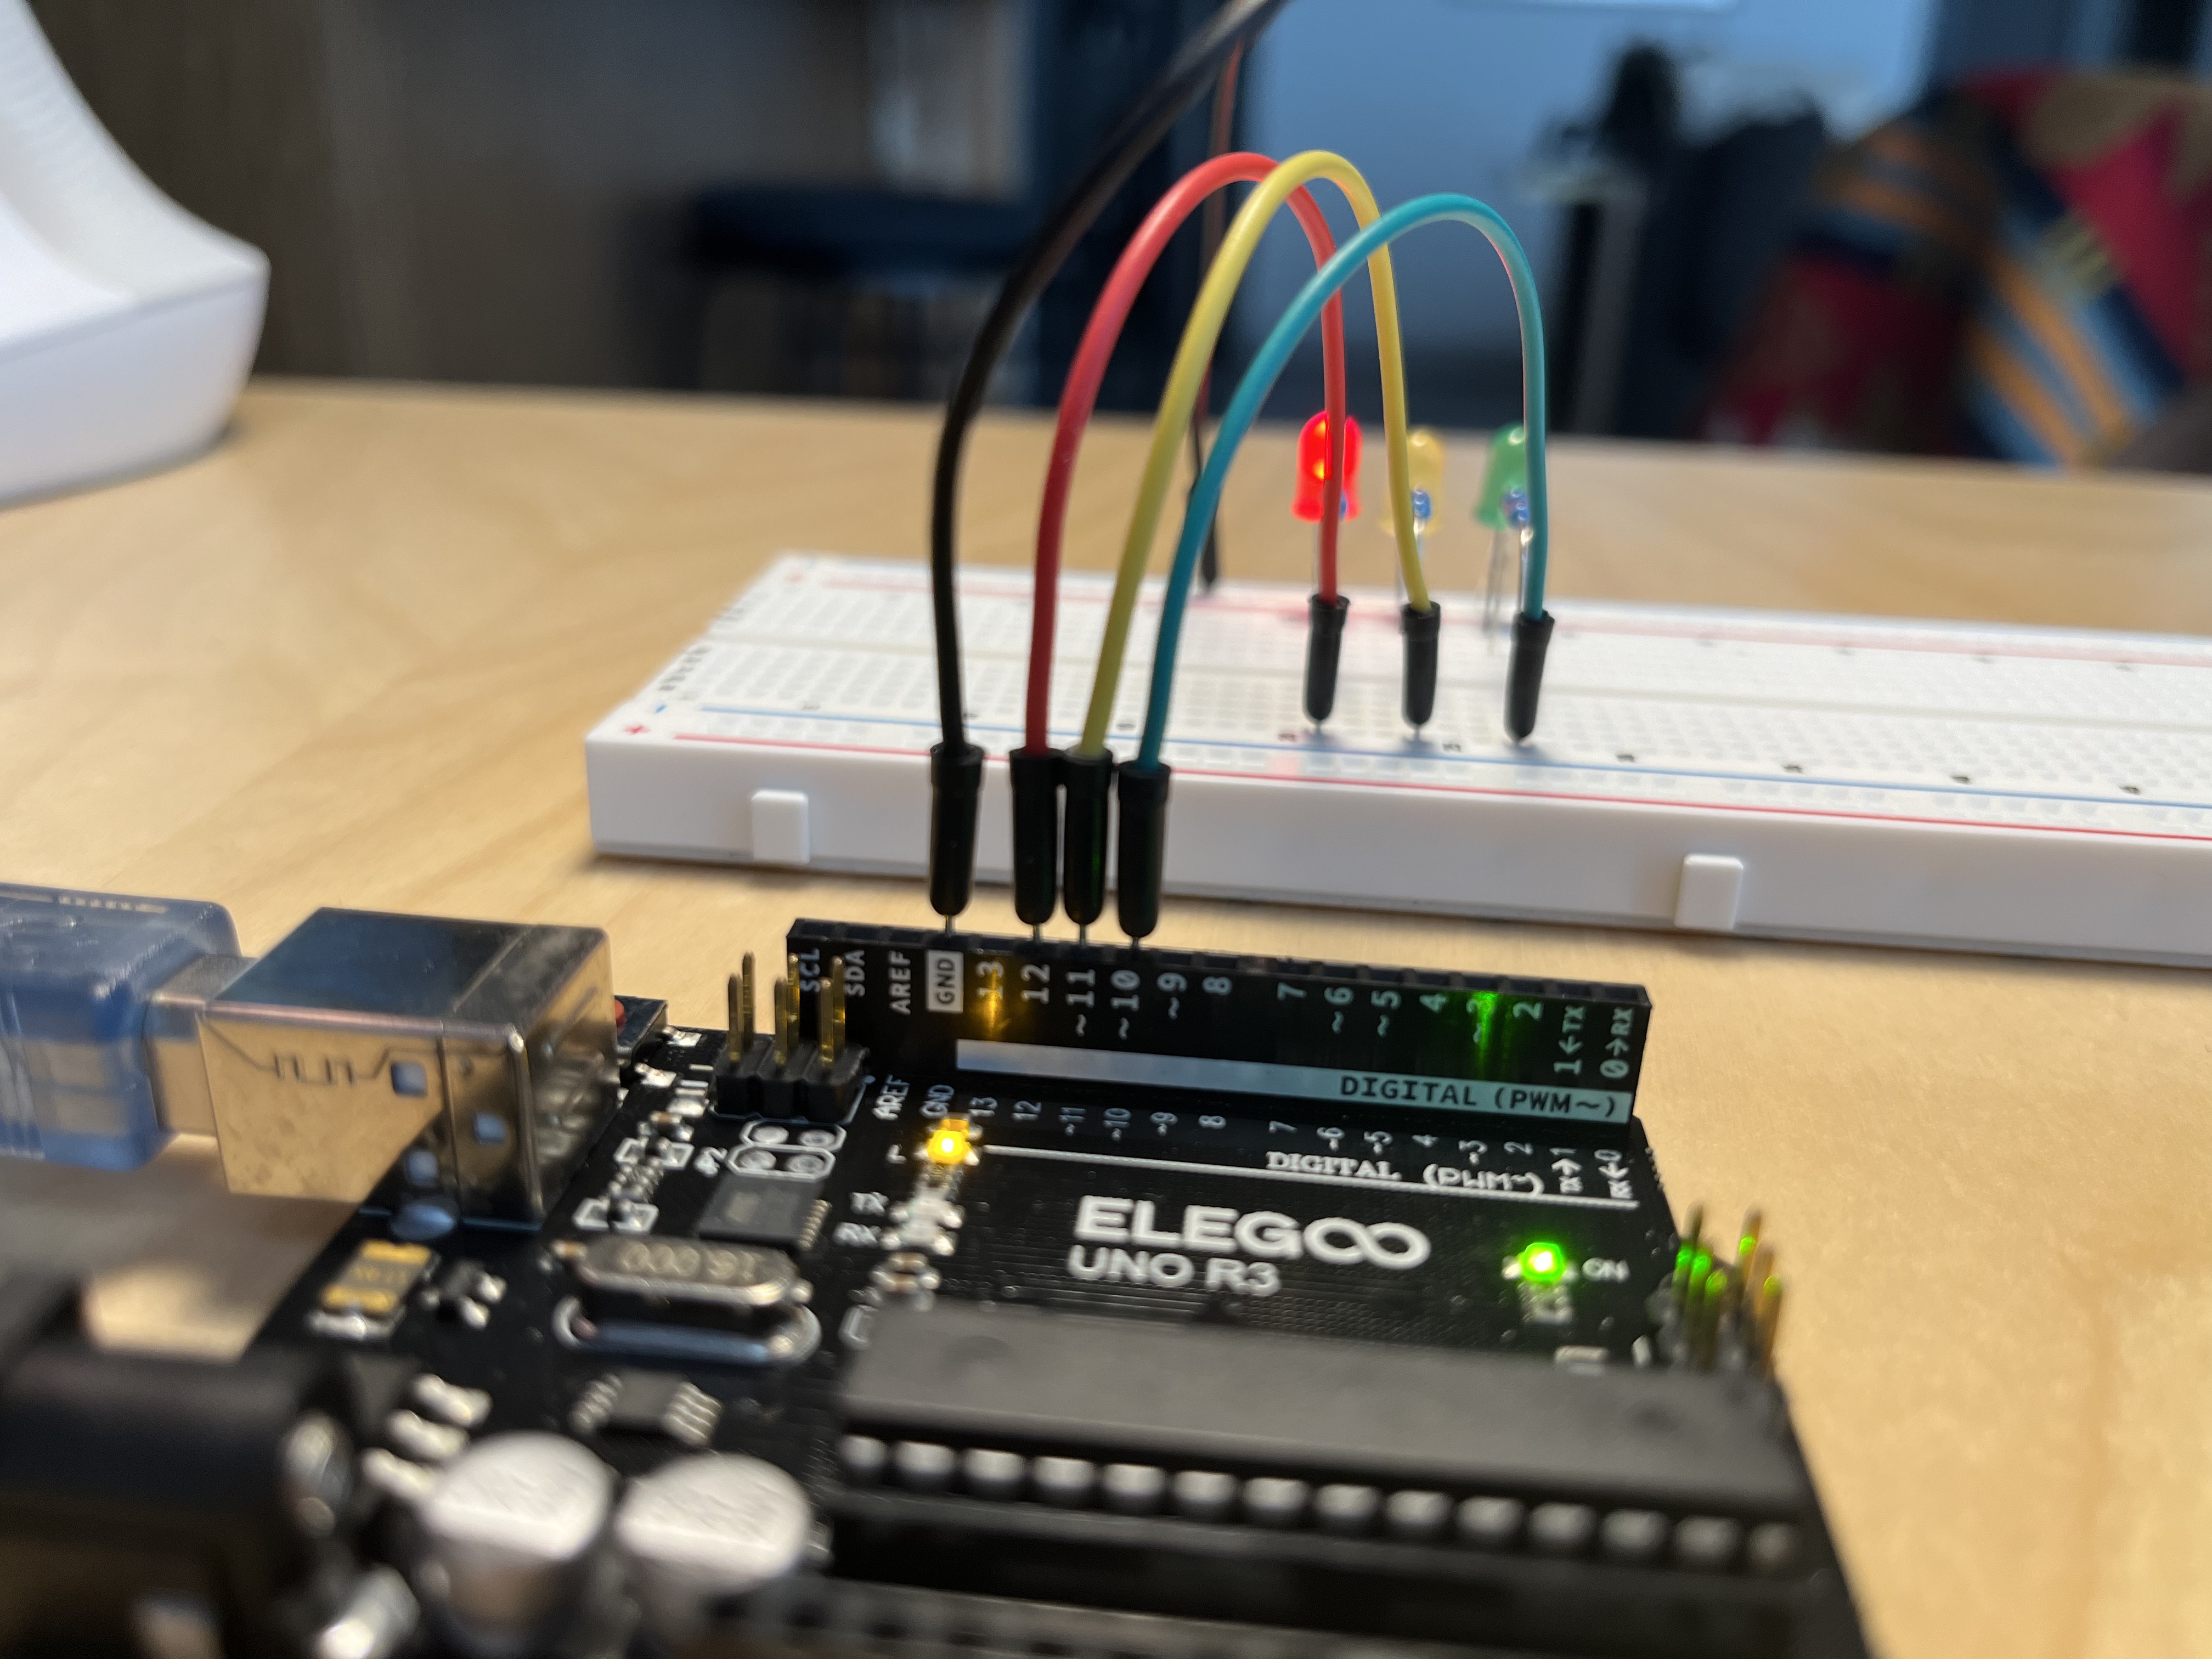 SCL
SDA
AREF
GND
13
12
~11
~10
~9
8
7
~6
~5
4
~3
2
1→TX
0→RX
DIGITAL (PWM~)
AREF
GND
13
12
~11
~10
~9
8
7
~6
~5
4
~3
2
TX→1
RX←0
DIGITAL (PWM~)
L
TX
RX
ELEGOO
UNO R3
ON
16.000